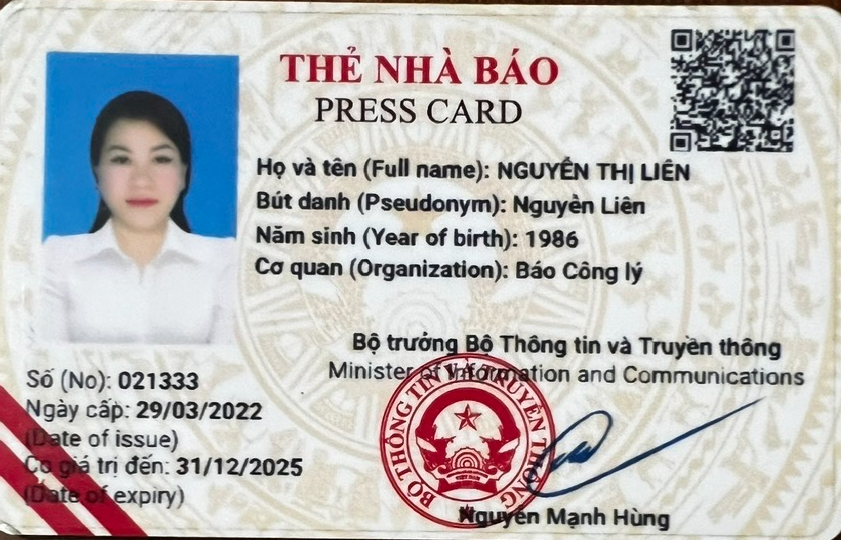 THẺ NHÀ BÁO
PRESS CARD
Họ và tên (Full name): NGUYỄN THỊ LIÊN
Bút danh (Pseudonym): Nguyễn Liên
Năm sinh (Year of birth): 1986
Cơ quan (Organization): Báo Công lý
Bộ trưởng Bộ Thông tin và Truyền thông
Minister of Information and Communications
Số (No): 021333
Ngày cấp: 29/03/2022
(Date of issue)
Có giá trị đến: 31/12/2025
(Date of expiry)
BỘ THÔNG TIN VÀ TRUYỀN THÔNG
VIỆT NAM
Nguyễn Mạnh Hùng